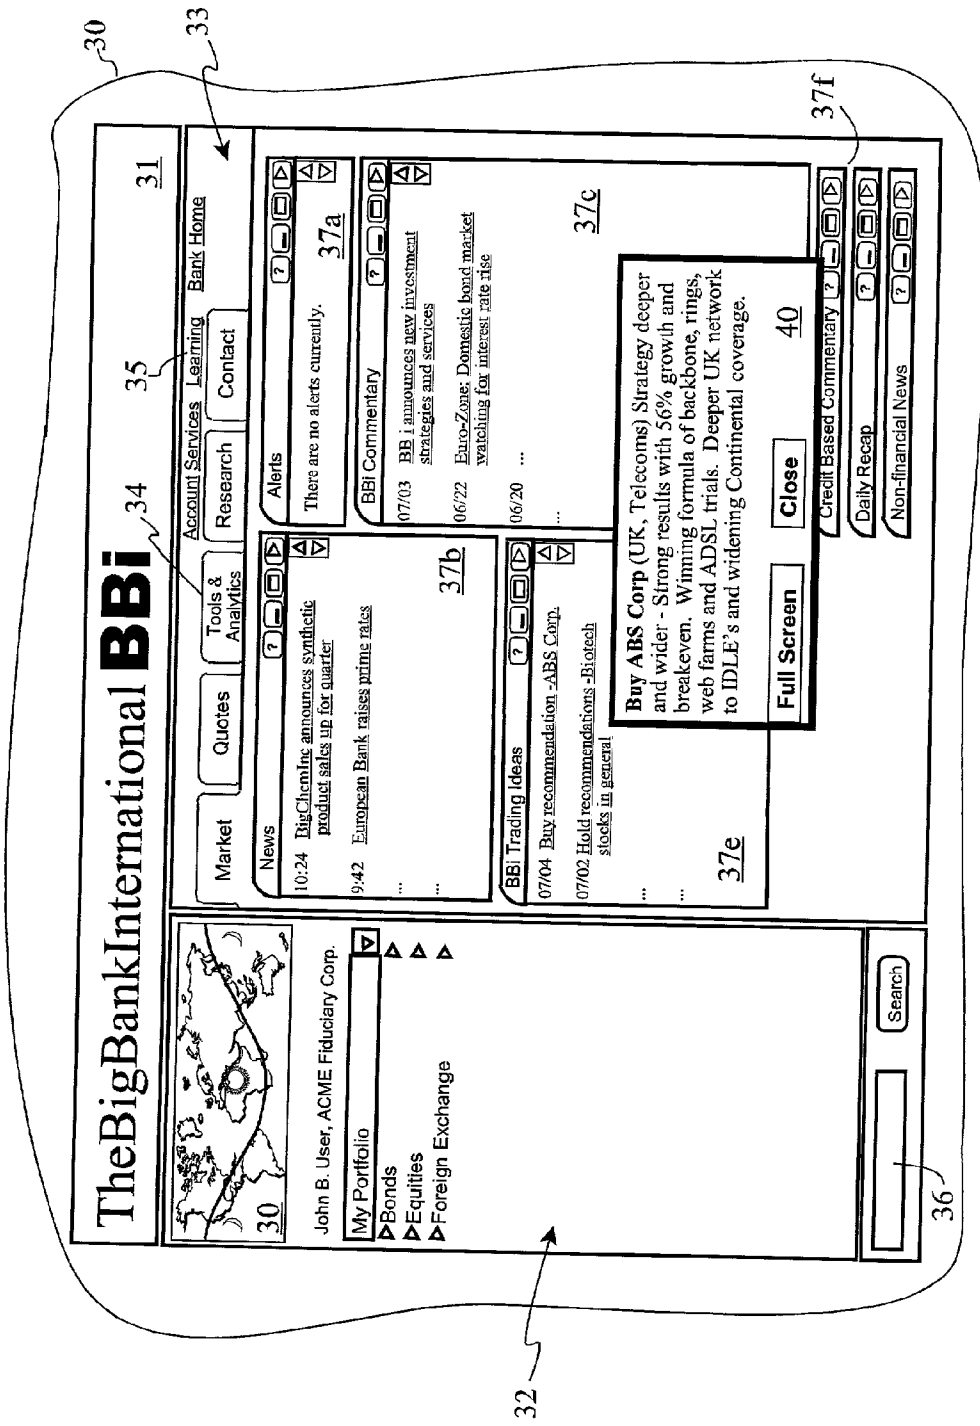 30
TheBigBankInternational BBi
31
33
34
35
Account Services Learning Bank Home
Market Quotes Tools & Analytics Research Contact
30
John B. User, ACME Fiduciary Corp.
My Portfolio
Bonds
Equities
Foreign Exchange
32
Search
36
News ?
10:24 BigChemInc announces synthetic
product sales up for quarter
9:42 European Bank raises prime rates
...
...
37b
Alerts ?
There are no alerts currently.
37a
BBi Commentary ?
07/03 BB i announces new investment
strategies and services
06/22 Euro-Zone: Domestic bond market
watching for interest rate rise
06/20 ...
...
37c
BBi Trading Ideas ?
07/04 Buy recommendation -ABS Corp.
07/02 Hold recommendations -Biotech
stocks in general
...
...
37e
Buy ABS Corp (UK, Telecoms) Strategy deeper
and wider - Strong results with 56% growth and
breakeven. Winning formula of backbone, rings,
web farms and ADSL trials. Deeper UK network
to IDLE's and widening Continental coverage.
Full Screen Close 40
Credit Based Commentary ?
37f
Daily Recap ?
Non-financial News ?